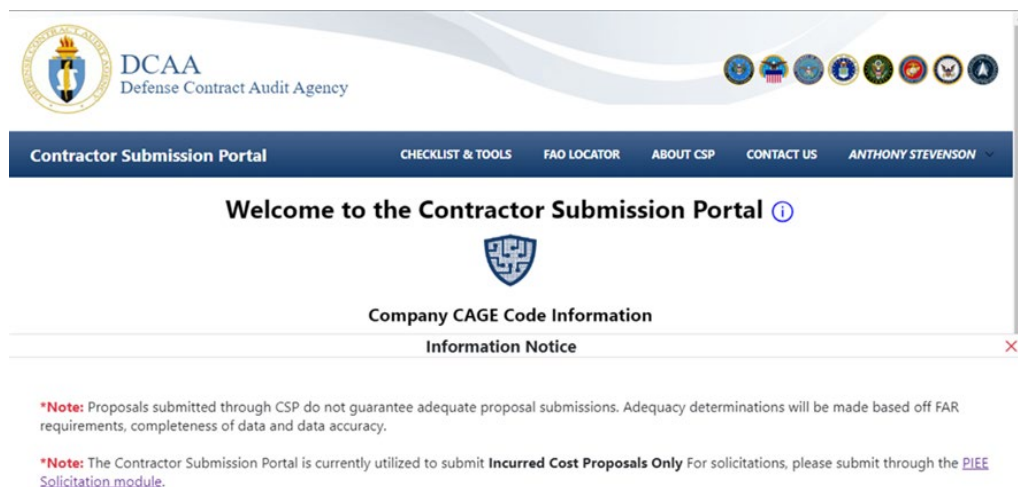 DCAA
Defense Contract Audit Agency
Contractor Submission Portal CHECKLIST & TOOLS FAO LOCATOR ABOUT CSP CONTACT US ANTHONY STEVENSON
Welcome to the Contractor Submission Portal
Company CAGE Code Information
Information Notice
*Note: Proposals submitted through CSP do not guarantee adequate proposal submissions. Adequacy determinations will be made based off FAR
requirements, completeness of data and data accuracy.
*Note: The Contractor Submission Portal is currently utilized to submit Incurred Cost Proposals Only For solicitations, please submit through the PIEE
Solicitation module.